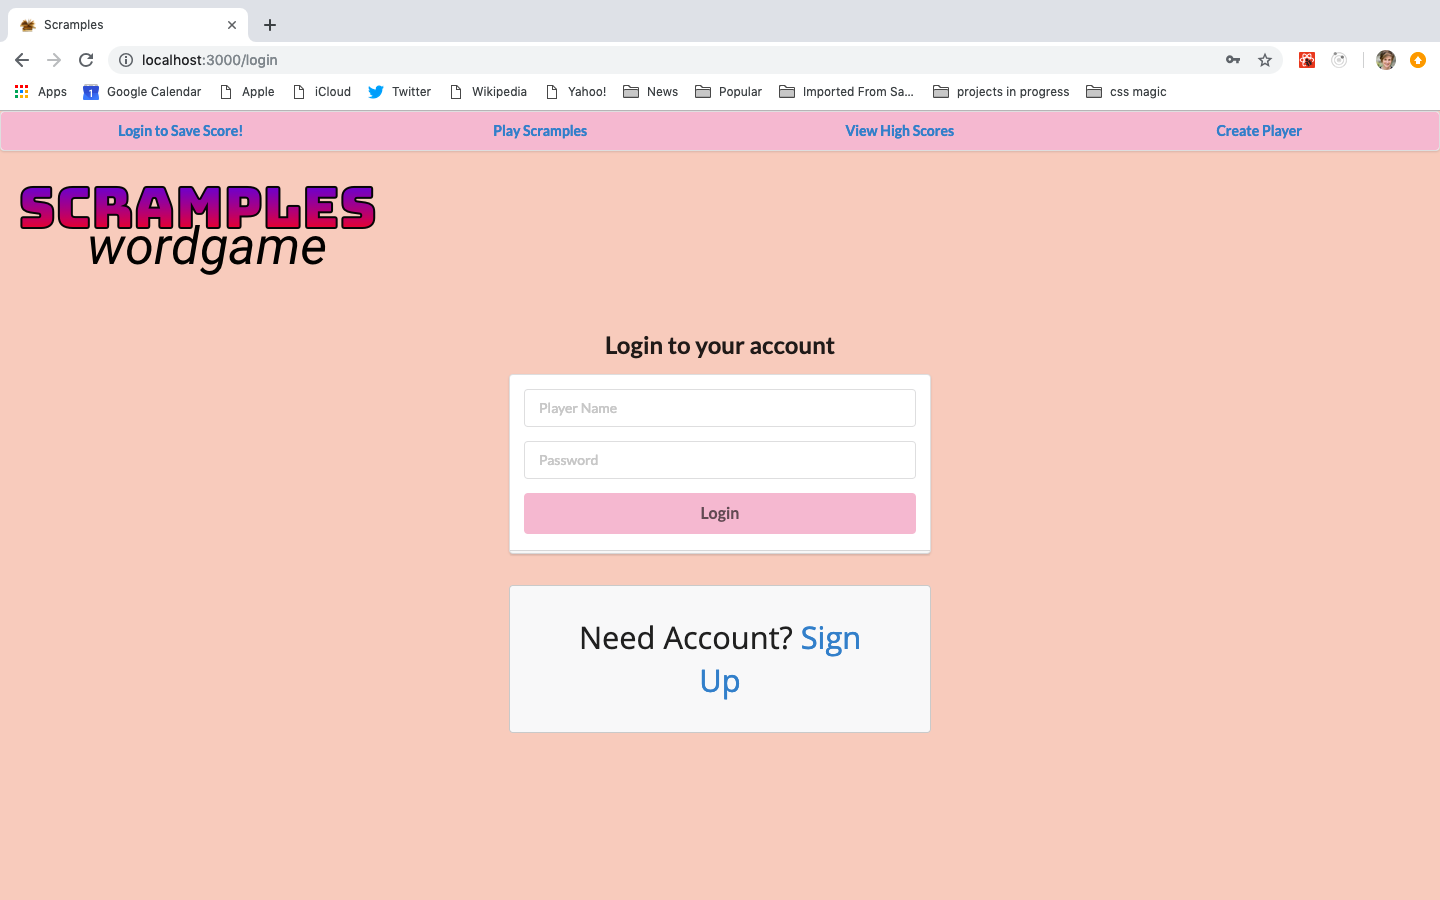 Scramples
localhost:3000/login
Apps
1
Google Calendar
Apple
iCloud
Twitter
Wikipedia
Yahoo!
News
Popular
Imported From Sa...
projects in progress
css magic
Login to Save Score!
Play Scramples
View High Scores
Create Player
SCRAMPLES
wordgame
Login to your account
Player Name
Password
Login
Need Account? Sign
Up